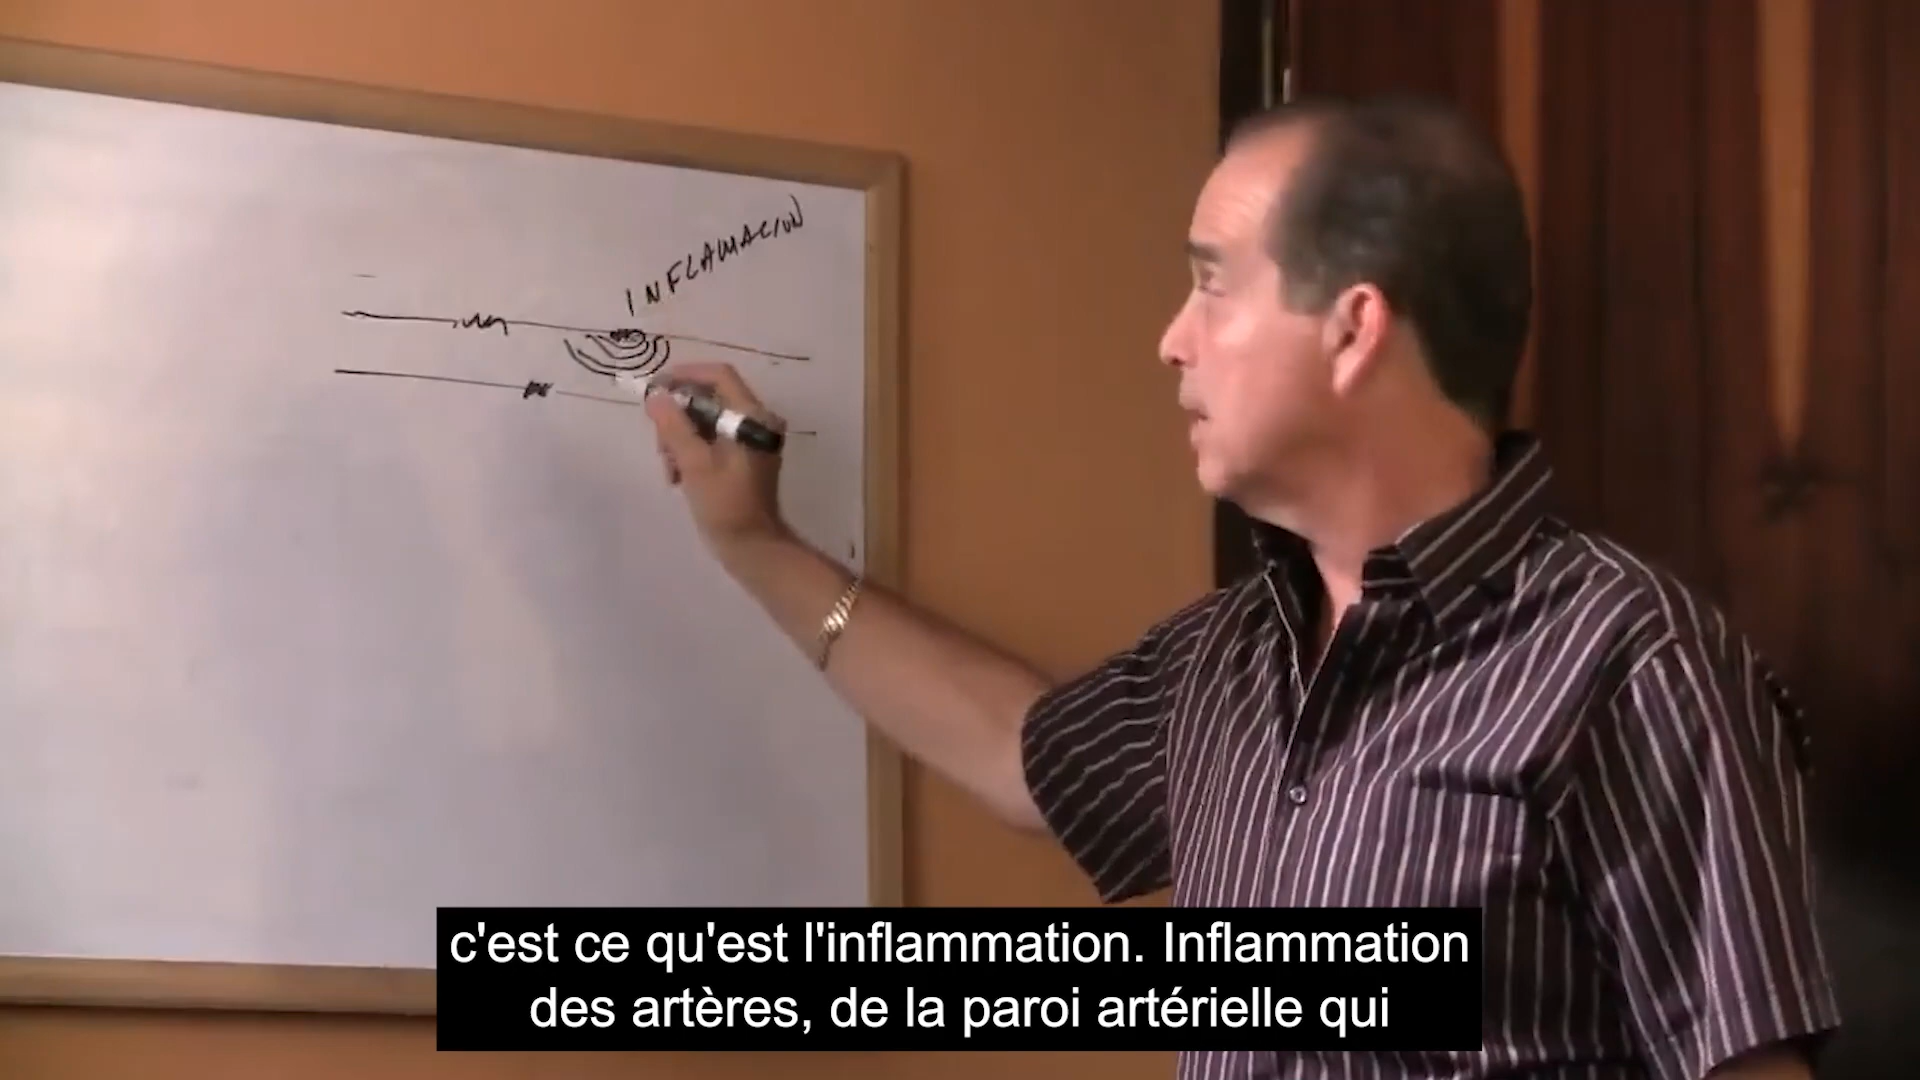 INFLAMACION
c'est ce qu'est l'inflammation. Inflammation
des artères, de la paroi artérielle qui